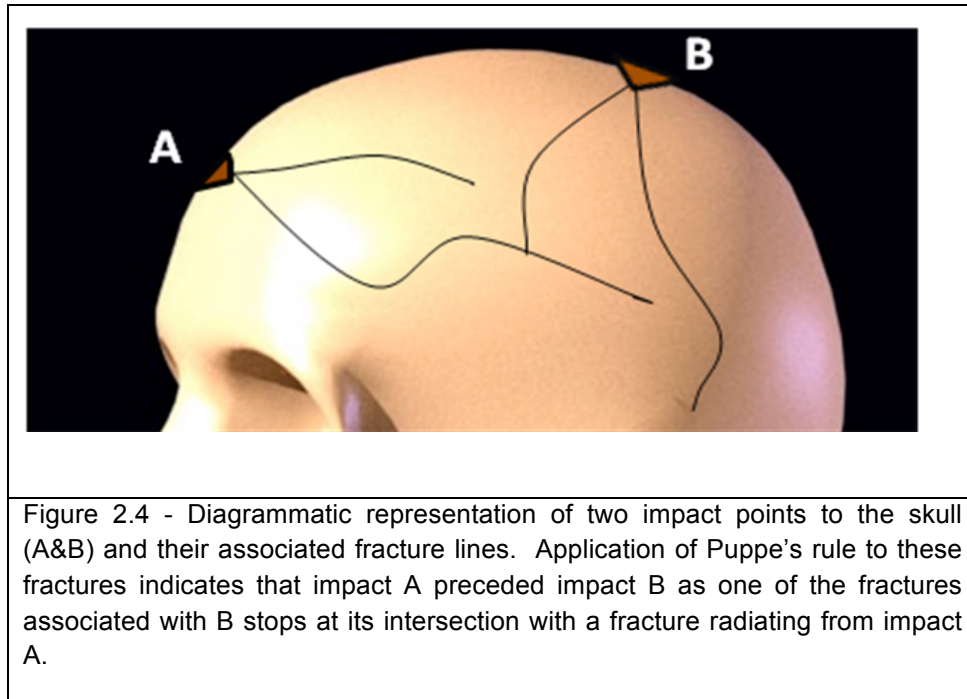 A
B
Figure 2.4 - Diagrammatic representation of two impact points to the skull
(A&B) and their associated fracture lines. Application of Puppe's rule to these
fractures indicates that impact A preceded impact B as one of the fractures
associated with B stops at its intersection with a fracture radiating from impact
A.